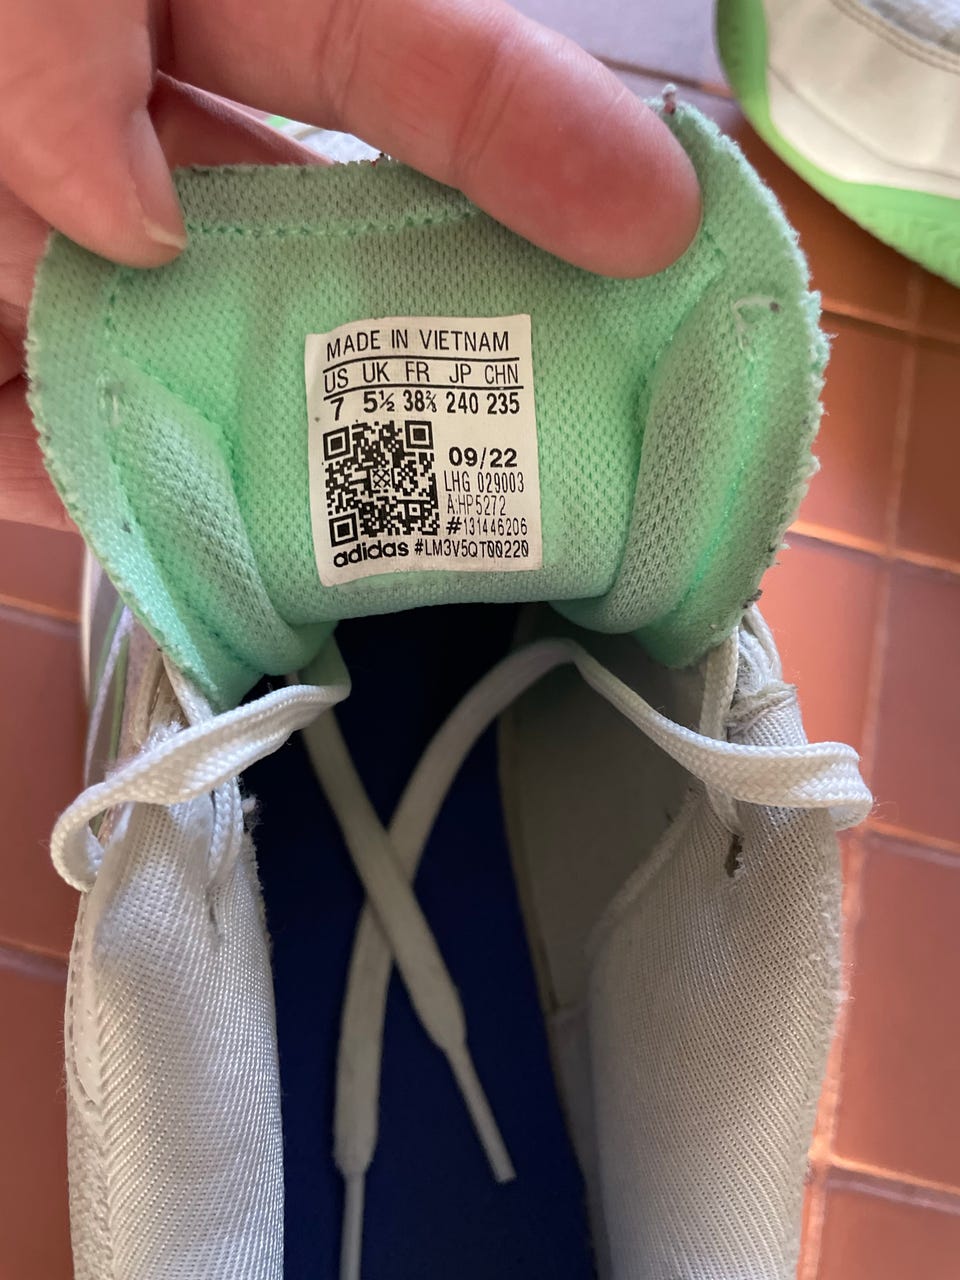 MADE IN VIETNAM
US UK FR JP CHN
7 5½ 38⅔ 240 235
09/22
LHG 029003
A:HP5272
#131446206
adidas #LM3V5QT00220